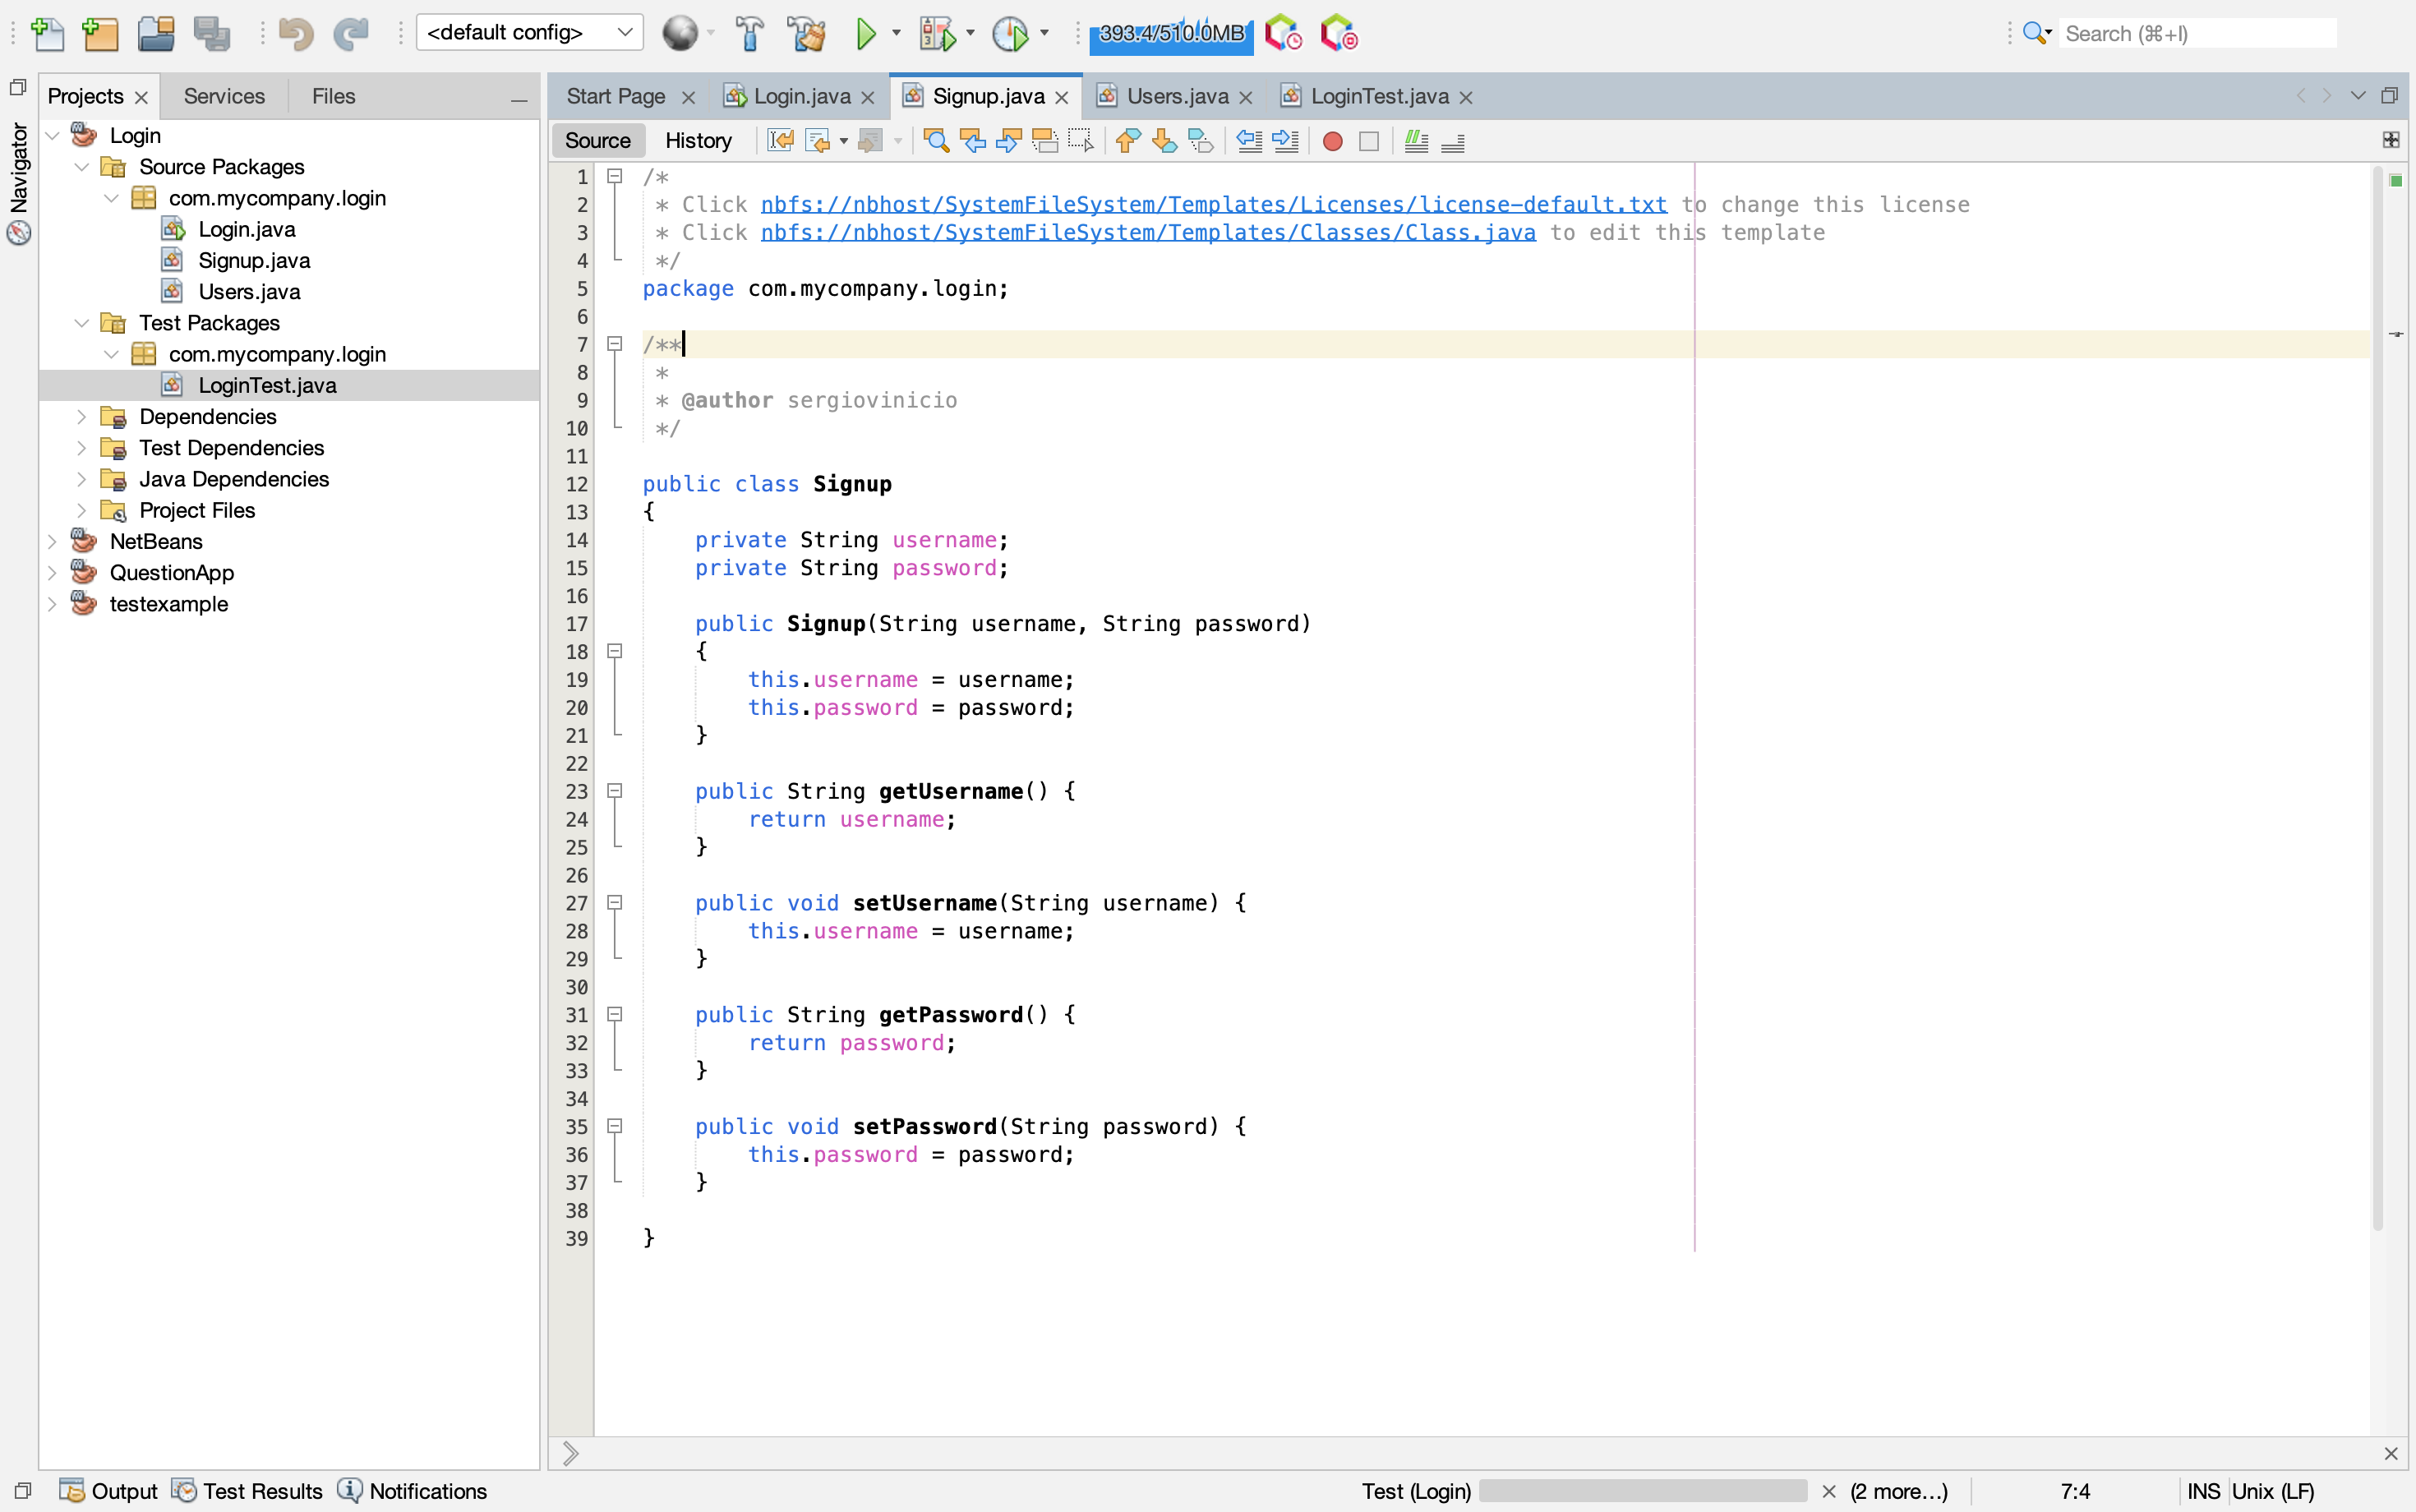 <default config>
393.4/510.0MB
Search (⌘+I)
Navigator
Projects
Services
Files
Login
Source Packages
com.mycompany.login
Login.java
Signup.java
Users.java
Test Packages
com.mycompany.login
LoginTest.java
Dependencies
Test Dependencies
Java Dependencies
Project Files
NetBeans
QuestionApp
testexample
Start Page
Login.java
Signup.java
Users.java
LoginTest.java
Source
History
1 /*
2  * Click nbfs://nbhost/SystemFileSystem/Templates/Licenses/license-default.txt to change this license
3  * Click nbfs://nbhost/SystemFileSystem/Templates/Classes/Class.java to edit this template
4  */
5 package com.mycompany.login;
6
7 /**
8  *
9  * @author sergiovinicio
10  */
11
12 public class Signup
13 {
14     private String username;
15     private String password;
16
17     public Signup(String username, String password)
18     {
19         this.username = username;
20         this.password = password;
21     }
22
23     public String getUsername() {
24         return username;
25     }
26
27     public void setUsername(String username) {
28         this.username = username;
29     }
30
31     public String getPassword() {
32         return password;
33     }
34
35     public void setPassword(String password) {
36         this.password = password;
37     }
38
39 }
Output
Test Results
Notifications
Test (Login)
(2 more...)
7:4
INS
Unix (LF)